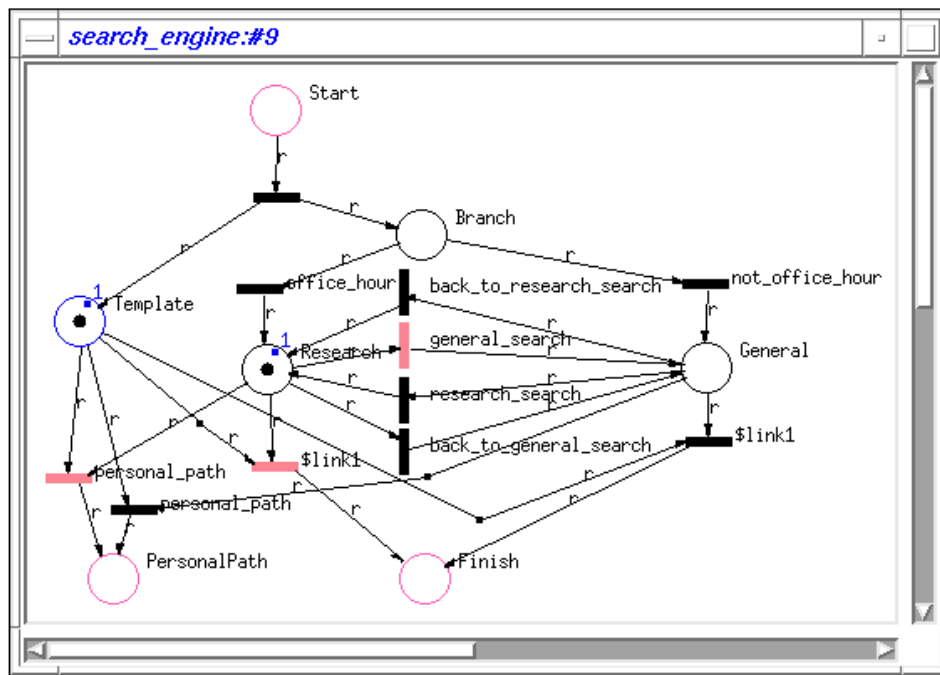 search_engine:#9
Start
r
r
r
Branch
r
r
office_hour
back_to_research_search
not_office_hour
1
Template
r
r
r
r
1
Research
r
general_search
r
General
r
research_search
r
r
r
r
r
r
r
back_to_general_search
$link1
personal_path
$link1
r
r
personal_path
r
r
r
r
r
PersonalPath
Finish